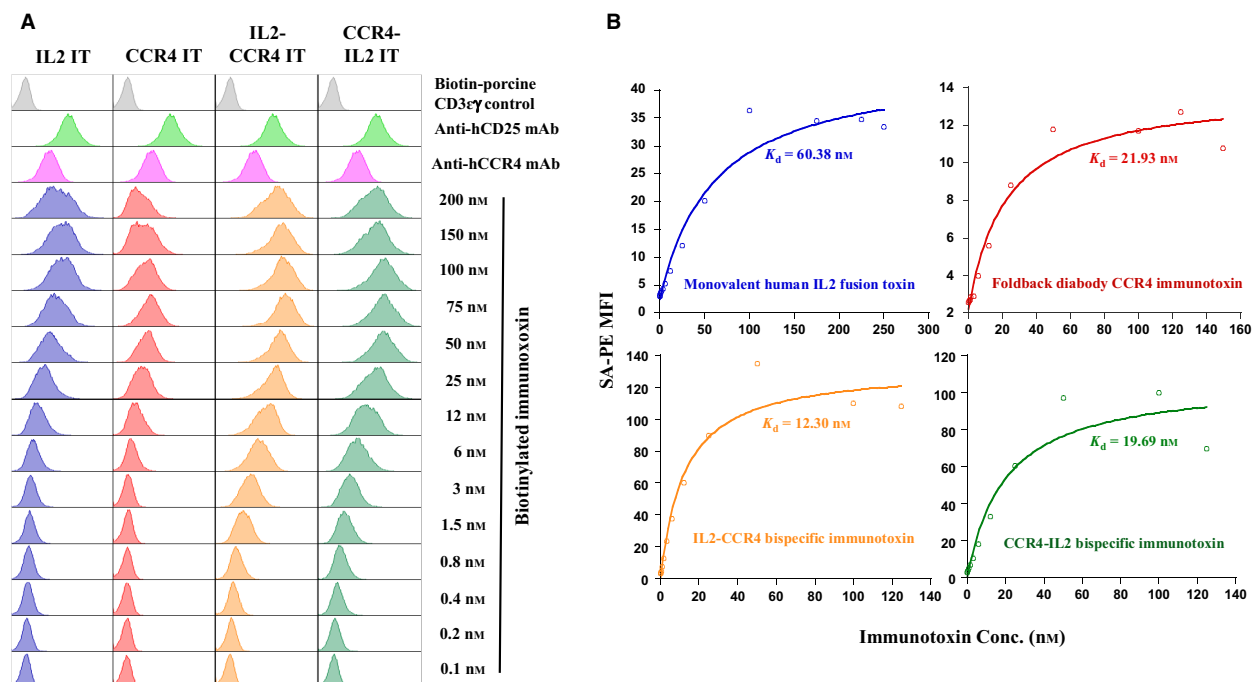 A
IL2 IT
CCR4 IT
IL2-
CCR4 IT
CCR4-
IL2 IT
Biotin-porcine
CD3εγ control
Anti-hCD25 mAb
Anti-hCCR4 mAb
200 nM
150 nM
100 nM
75 nM
50 nM
25 nM
12 nM
6 nM
3 nM
1.5 nM
0.8 nM
0.4 nM
0.2 nM
0.1 nM
Biotinylated immunoxoxin
B
SA-PE MFI
40
35
30
25
20
15
10
5
0
0 50 100 150 200 250 300
Kd = 60.38 nM
Monovalent human IL2 fusion toxin
14
12
10
8
6
4
2
0 20 40 60 80 100 120 140 160
Kd = 21.93 nM
Foldback diabody CCR4 immunotoxin
140
120
100
80
60
40
20
0
0 20 40 60 80 100 120 140
Kd = 12.30 nM
IL2-CCR4 bispecific immunotoxin
120
100
80
60
40
20
0
0 20 40 60 80 100 120 140
Kd = 19.69 nM
CCR4-IL2 bispecific immunotoxin
Immunotoxin Conc. (nM)